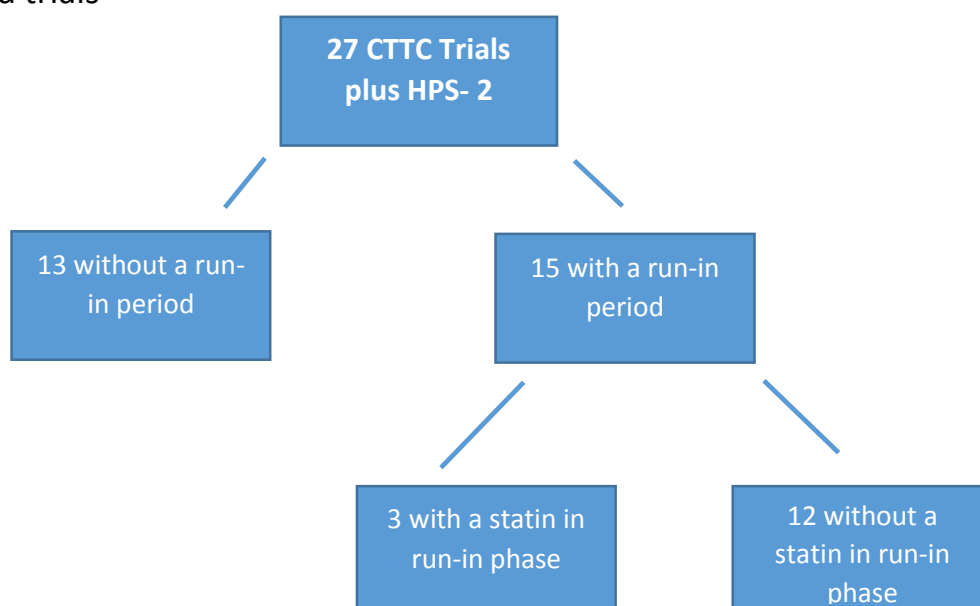 d trials
27 CTTC Trials
plus HPS- 2
13 without a run-
in period
15 with a run-in
period
3 with a statin in
run-in phase
12 without a
statin in run-in
phase